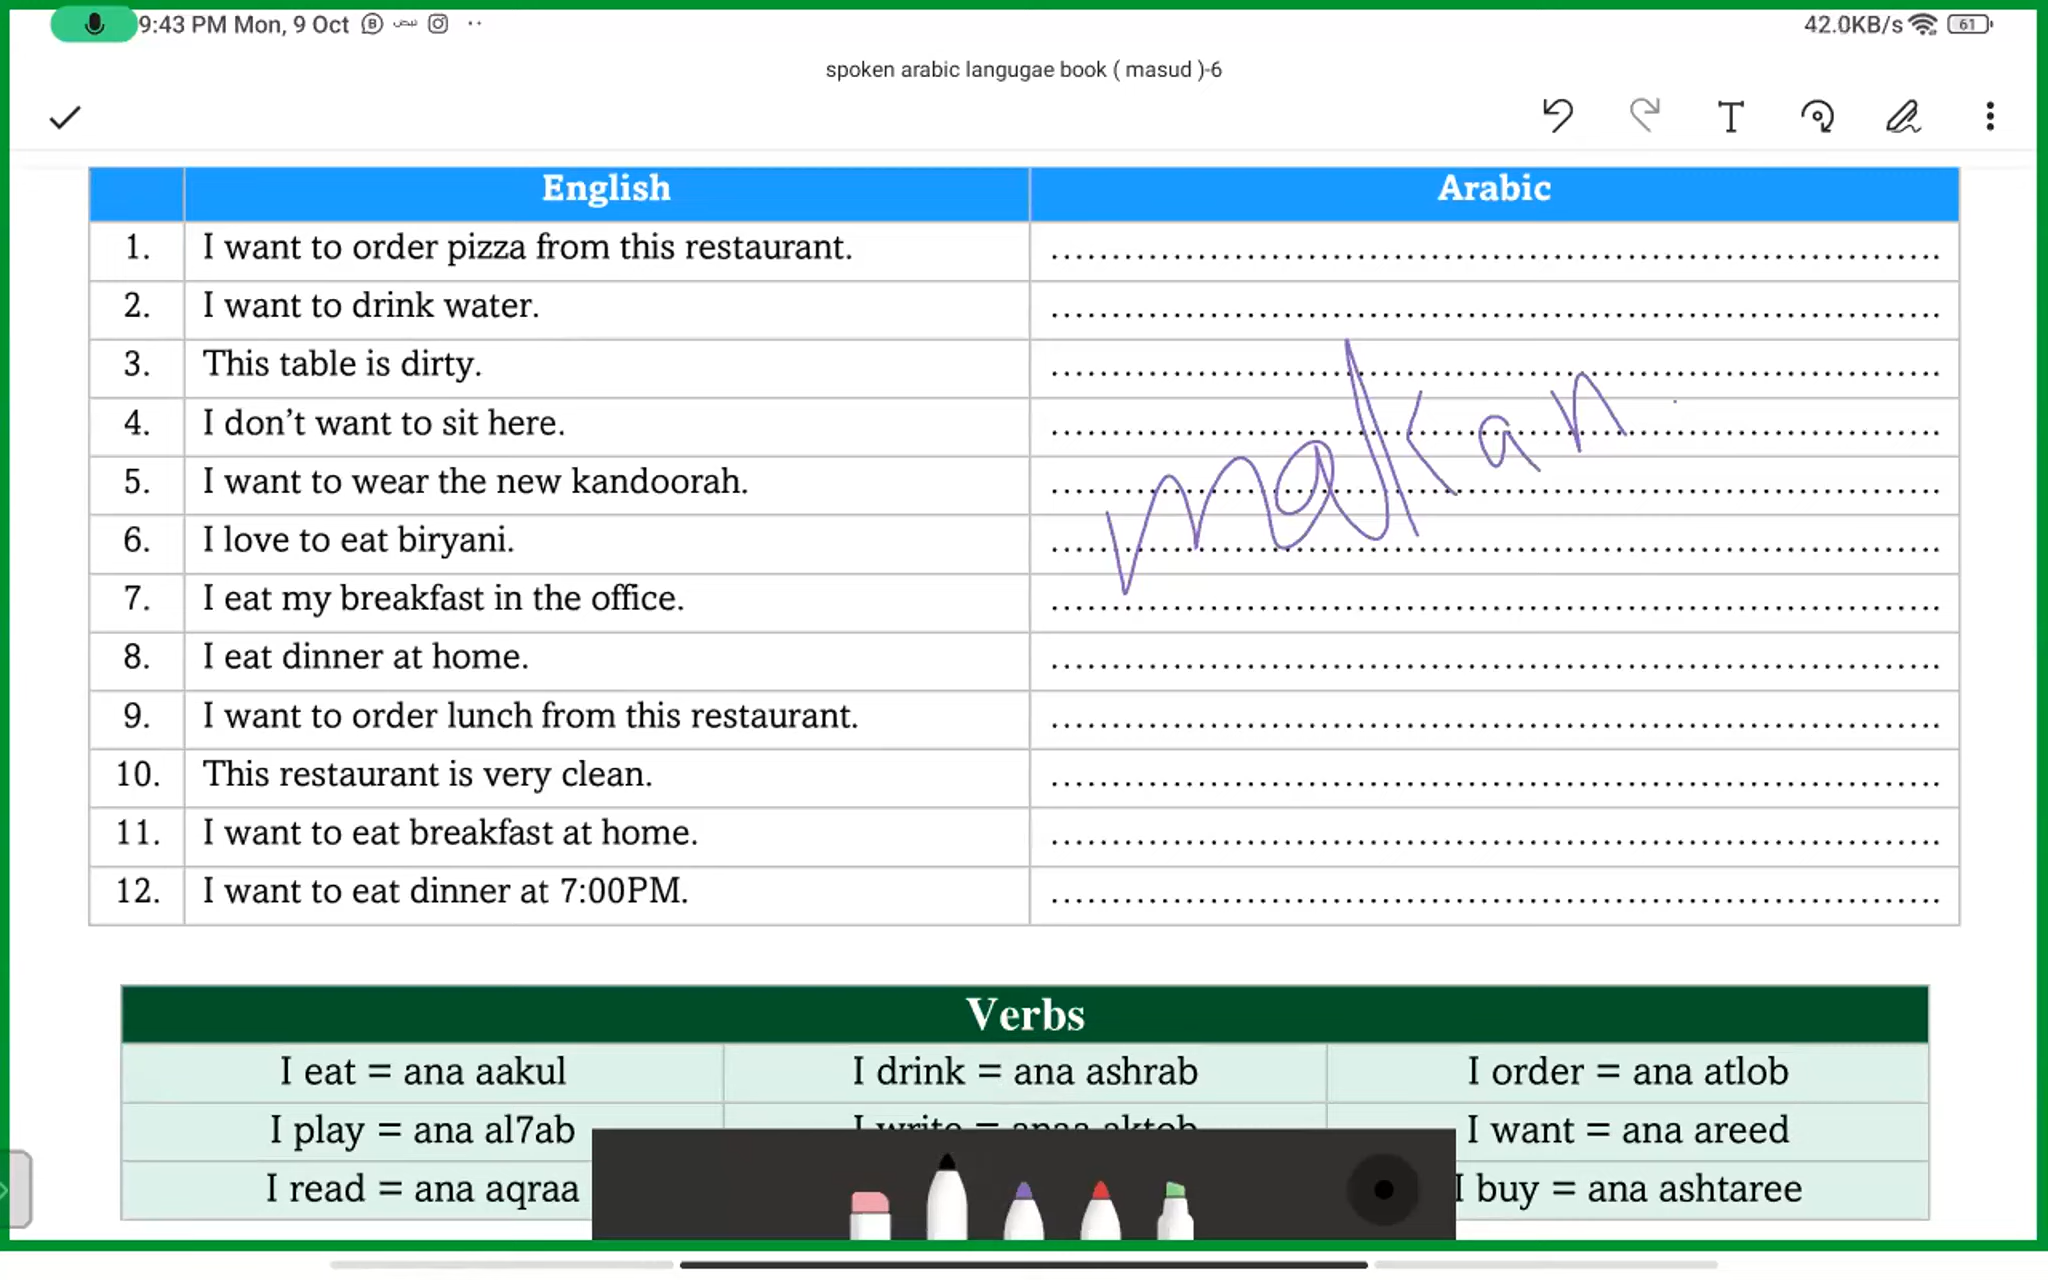 9:43 PM Mon, 9 Oct
42.0KB/s 61
spoken arabic langugae book ( masud )-6
T
English Arabic
1. I want to order pizza from this restaurant. ........................................................................
2. I want to drink water. ........................................................................
3. This table is dirty. ........................................................................
4. I don’t want to sit here. ........................................................................
5. I want to wear the new kandoorah. ........................................................................
6. I love to eat biryani. ........................................................................
7. I eat my breakfast in the office. ........................................................................
8. I eat dinner at home. ........................................................................
9. I want to order lunch from this restaurant. ........................................................................
10. This restaurant is very clean. ........................................................................
11. I want to eat breakfast at home. ........................................................................
12. I want to eat dinner at 7:00PM. ........................................................................
makan
Verbs
I eat = ana aakul I drink = ana ashrab I order = ana atlob
I play = ana al7ab I write = anaa aktob I want = ana areed
I read = ana aqraa I buy = ana ashtaree